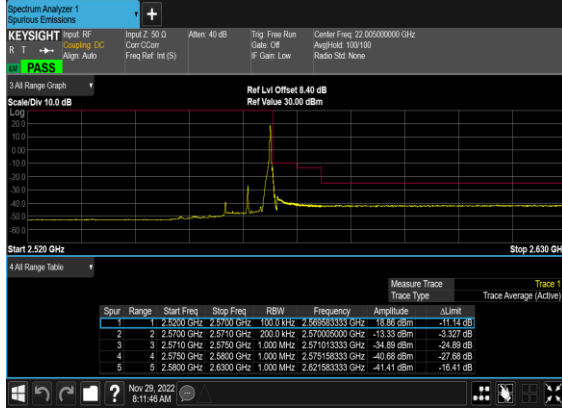 Spectrum Analyzer 1
Spurious Emissions
+
KEYSIGHT Input: RF Input Z: 50 Ω Atten: 40 dB Trig: Free Run Center Freq: 22.005000000 GHz
R T Coupling: DC Corr CCorr Gate: Off Avg|Hold: 100/100
Align: Auto Freq Ref: Int (S) IF Gain: Low Radio Std: None
LXI PASS
3 All Range Graph
Ref Lvl Offset 8.40 dB
Scale/Div 10.0 dB Ref Value 30.00 dBm
Log
20.0
10.0
0.00
-10.0
-20.0
-30.0
-40.0
-50.0
-60.0
Start 2.520 GHz Stop 2.630 GH
4 All Range Table
Measure Trace Trace 1
Trace Type Trace Average (Active)
Spur Range Start Freq Stop Freq RBW Frequency Amplitude ΔLimit
1 1 2.5200 GHz 2.5700 GHz 100.0 kHz 2.569583333 GHz 18.86 dBm -11.14 dB
2 2 2.5700 GHz 2.5710 GHz 200.0 kHz 2.570005000 GHz -13.33 dBm -3.327 dB
3 3 2.5710 GHz 2.5750 GHz 1.000 MHz 2.571013333 GHz -34.89 dBm -24.89 dB
4 4 2.5750 GHz 2.5800 GHz 1.000 MHz 2.575158333 GHz -40.68 dBm -27.68 dB
5 5 2.5800 GHz 2.6300 GHz 1.000 MHz 2.621583333 GHz -41.41 dBm -16.41 dB
? Nov 29, 2022
8:11:46 AM